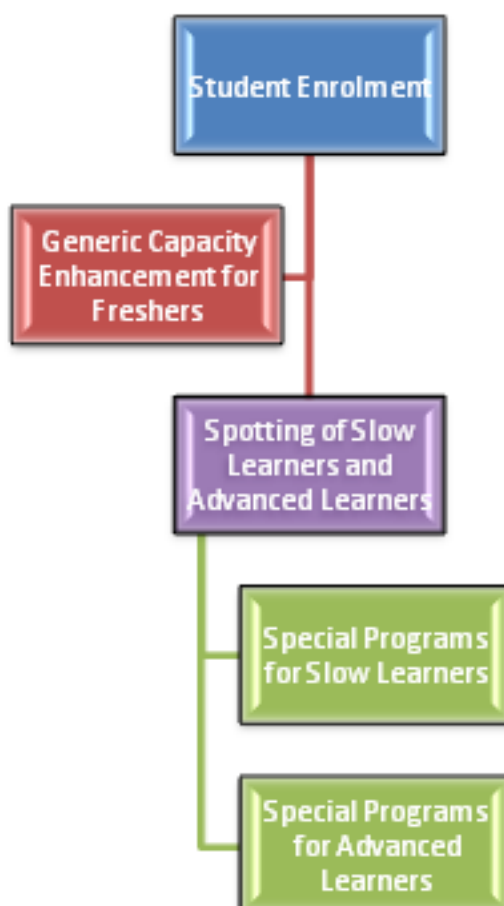 Student Enrolment
Generic Capacity
Enhancement for
Freshers
Spotting of Slow
Learners and
Advanced Learners
Special Programs
for Slow Learners
Special Programs
for Advanced
Learners